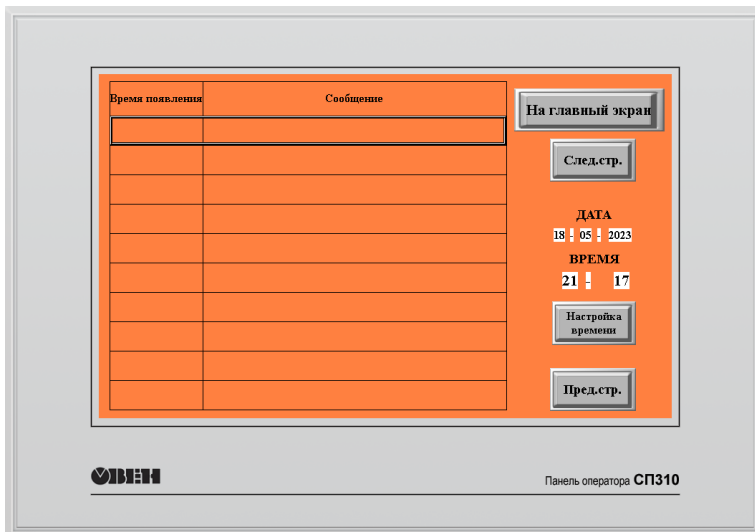 Время появления Сообщение
На главный экран
След.стр.
ДАТА
18 - 05 - 2023
ВРЕМЯ
21 - 17
Настройка
времени
Пред.стр.
ОВЕН
Панель оператора СП310